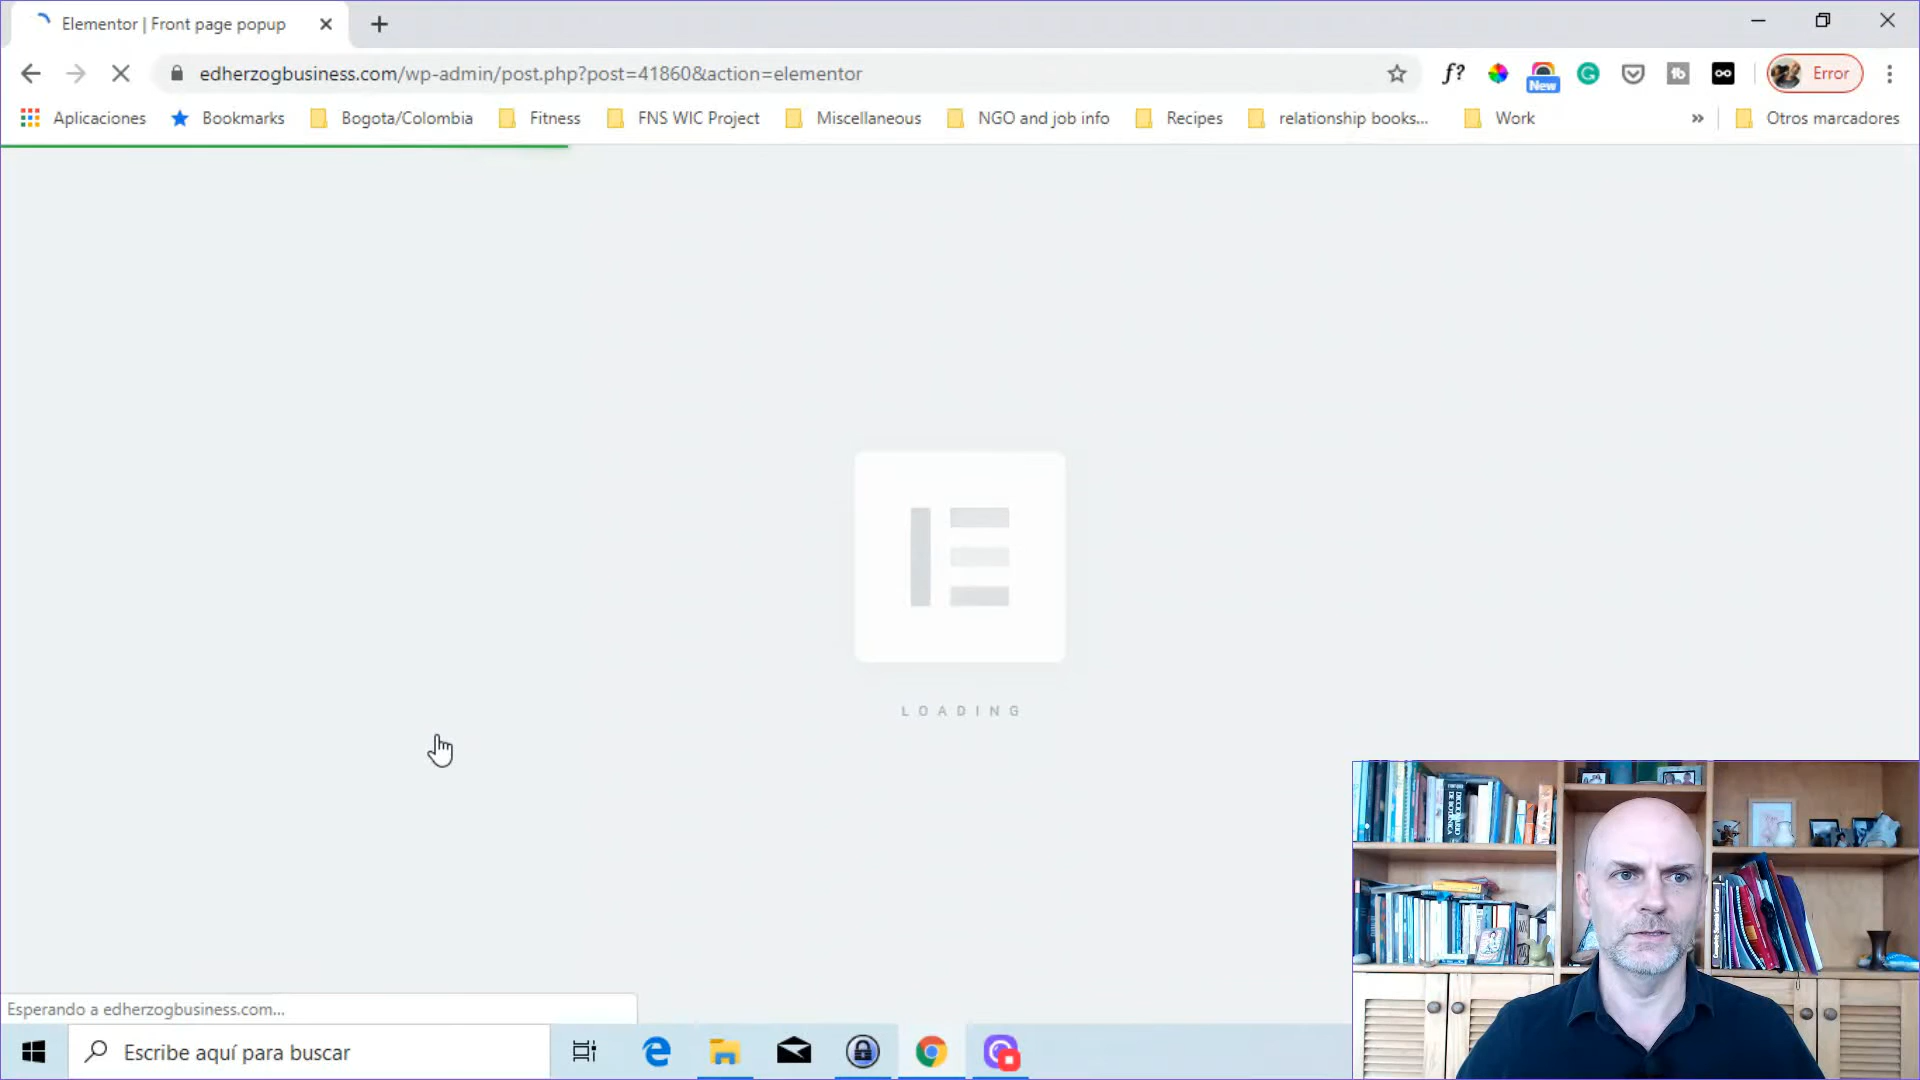 Elementor | Front page popup
edherzogbusiness.com/wp-admin/post.php?post=41860&action=elementor
f?
New
Error
Aplicaciones
Bookmarks
Bogota/Colombia
Fitness
FNS WIC Project
Miscellaneous
NGO and job info
Recipes
relationship books...
Work
»
Otros marcadores
LOADING
Esperando a edherzogbusiness.com...
Escribe aquí para buscar